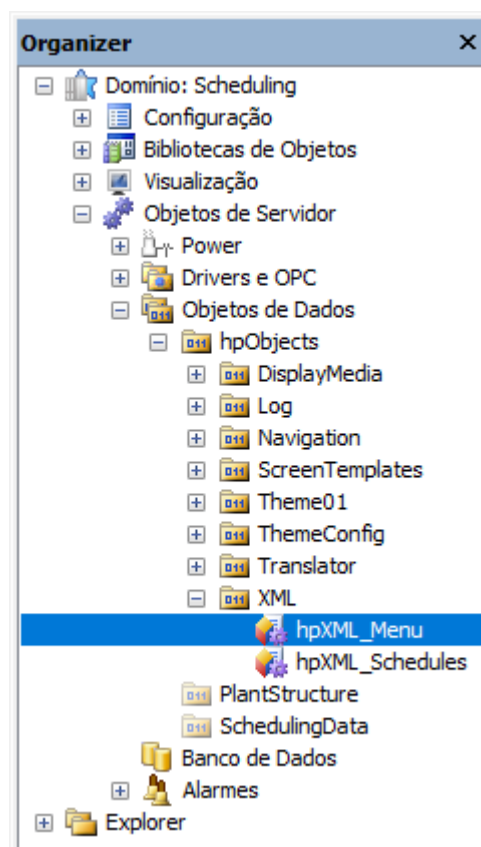 Organizer
Domínio: Scheduling
Configuração
Bibliotecas de Objetos
Visualização
Objetos de Servidor
Power
Drivers e OPC
Objetos de Dados
hpObjects
DisplayMedia
Log
Navigation
ScreenTemplates
Theme01
ThemeConfig
Translator
XML
hpXML_Menu
hpXML_Schedules
PlantStructure
SchedulingData
Banco de Dados
Alarmes
Explorer